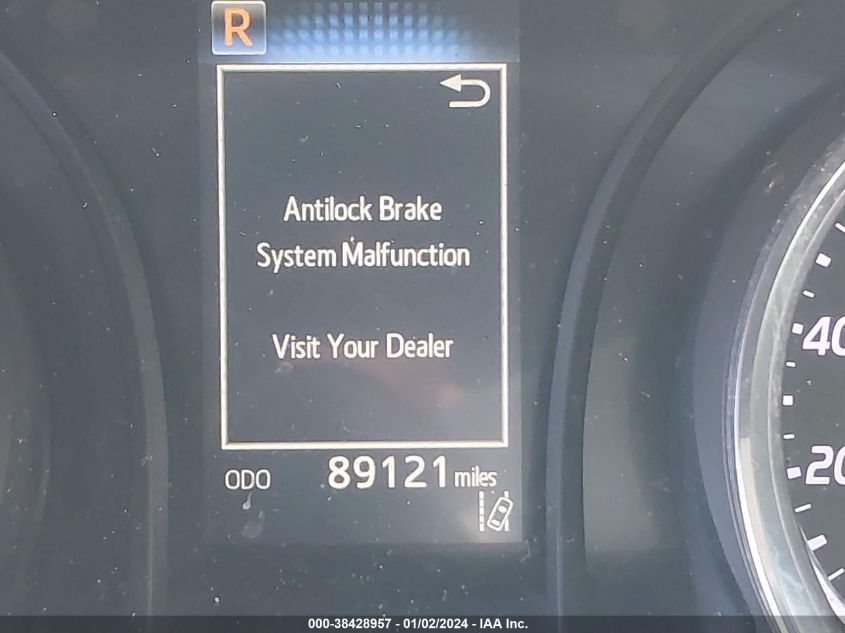 R
Antilock Brake
System Malfunction
Visit Your Dealer
ODO 89121 miles
40
20
000-38428957 - 01/02/2024 - IAA Inc.